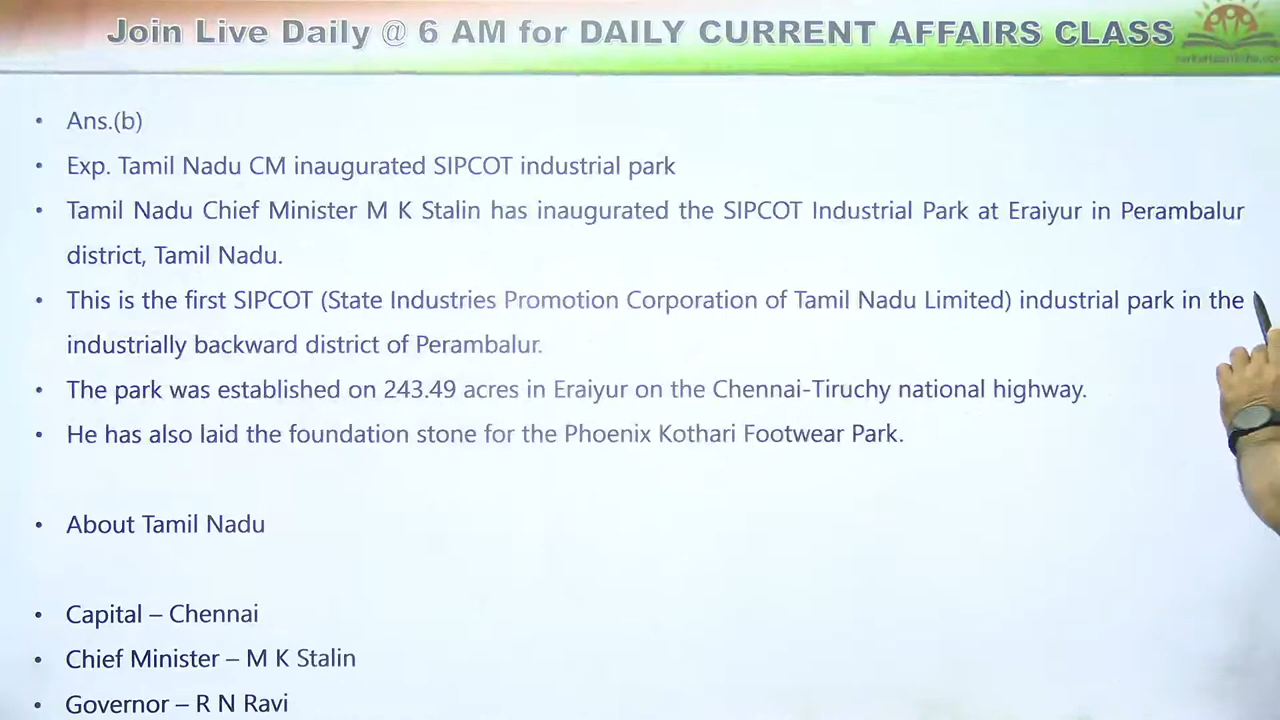 Join Live Daily @ 6 AM for DAILY CURRENT AFFAIRS CLASS
• Ans.(b)
• Exp. Tamil Nadu CM inaugurated SIPCOT industrial park
• Tamil Nadu Chief Minister M K Stalin has inaugurated the SIPCOT Industrial Park at Eraiyur in Perambalur
district, Tamil Nadu.
• This is the first SIPCOT (State Industries Promotion Corporation of Tamil Nadu Limited) industrial park in the
industrially backward district of Perambalur.
• The park was established on 243.49 acres in Eraiyur on the Chennai-Tiruchy national highway.
• He has also laid the foundation stone for the Phoenix Kothari Footwear Park.
• About Tamil Nadu
• Capital – Chennai
• Chief Minister – M K Stalin
• Governor – R N Ravi